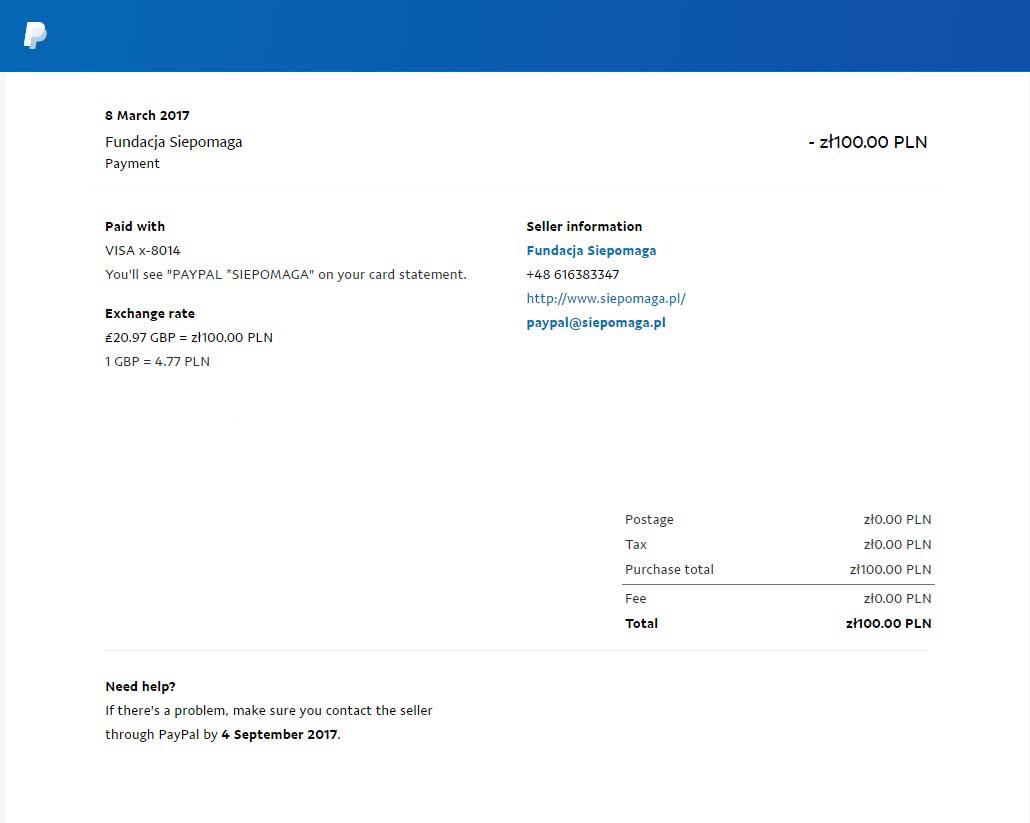 8 March 2017
Fundacja Siepomaga
- zł100.00 PLN
Payment
Paid with
VISA x-8014
You'll see "PAYPAL *SIEPOMAGA" on your card statement.
Exchange rate
£20.97 GBP = zł100.00 PLN
1 GBP = 4.77 PLN
Seller information
Fundacja Siepomaga
+48 616383347
http://www.siepomaga.pl/
paypal@siepomaga.pl
Postage zł0.00 PLN
Tax zł0.00 PLN
Purchase total zł100.00 PLN
Fee zł0.00 PLN
Total zł100.00 PLN
Need help?
If there's a problem, make sure you contact the seller
through PayPal by 4 September 2017.